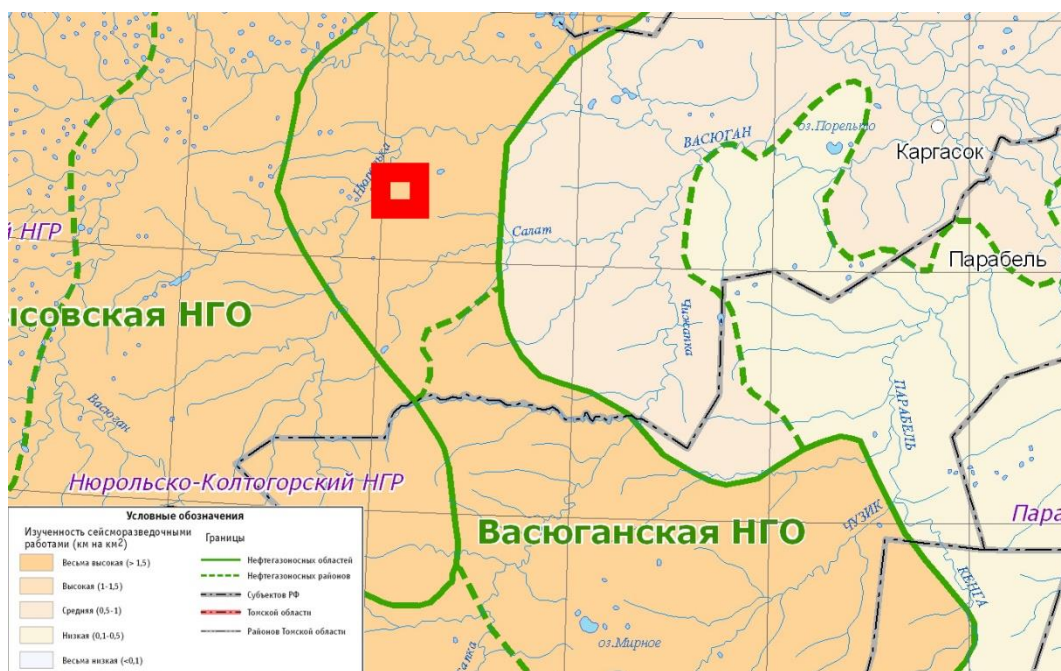 оз.Порельто
ВАСЮГАН
Каргасок
Нюролька
й НГР
Салат
Парабель
ысовская НГО
Чижапка
Васюган
ПАРАБЕЛЬ
Нюрольско-Колтогорский НГР
Пара
Васюганская НГО
ЧУЗИК
КЕНГА
оз.Мирное
Условные обозначения
Изученность сейсморазведочными
работами (км на км2)
Весьма высокая (> 1,5)
Высокая (1-1,5)
Средняя (0,5-1)
Низкая (0,1-0,5)
Весьма низкая (<0,1)
Границы
Нефтегазоносных областей
Нефтегазоносных районов
Субъектов РФ
Томской области
Районов Томской области